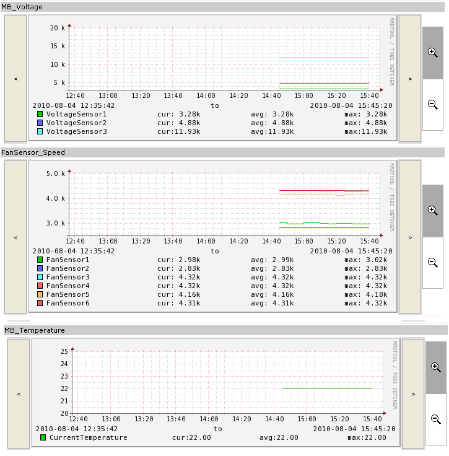 MB_Voltage
20 k
15 k
10 k
5 k
12:40 13:00 13:20 13:40 14:00 14:20 14:40 15:00 15:20 15:40
2010-08-04 12:35:42 to 2010-08-04 15:45:20
VoltageSensor1 cur: 3.28k avg: 3.28k max: 3.28k
VoltageSensor2 cur: 4.88k avg: 4.88k max: 4.88k
VoltageSensor3 cur:11.93k avg:11.93k max:11.93k
RRDTOOL / TOBI OETIKER
FanSensor_Speed
5.0 k
4.0 k
3.0 k
12:40 13:00 13:20 13:40 14:00 14:20 14:40 15:00 15:20 15:40
2010-08-04 12:35:42 to 2010-08-04 15:45:20
FanSensor1 cur: 2.98k avg: 2.99k max: 3.02k
FanSensor2 cur: 2.83k avg: 2.83k max: 2.83k
FanSensor3 cur: 4.32k avg: 4.32k max: 4.32k
FanSensor4 cur: 4.32k avg: 4.32k max: 4.32k
FanSensor5 cur: 4.16k avg: 4.16k max: 4.18k
FanSensor6 cur: 4.31k avg: 4.31k max: 4.32k
RRDTOOL / TOBI OETIKER
MB_Temperature
25
24
23
22
21
20
12:40 13:00 13:20 13:40 14:00 14:20 14:40 15:00 15:20 15:40
2010-08-04 12:35:42 to 2010-08-04 15:45:20
CurrentTemperature cur:22.00 avg:22.00 max:22.00
RRDTOOL / TOBI OETIKER